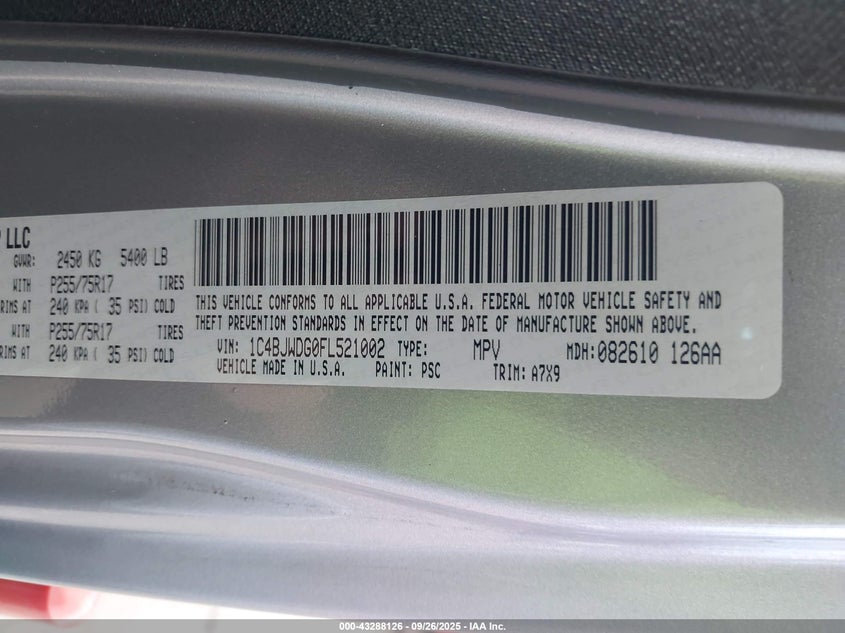 LLC
GVWR: 2450 KG 5400 LB
WITH P255/75R17 TIRES
RIMS AT 240 KPA ( 35 PSI) COLD
WITH P255/75R17 TIRES
RIMS AT 240 KPA ( 35 PSI) COLD
THIS VEHICLE CONFORMS TO ALL APPLICABLE U.S.A. FEDERAL MOTOR VEHICLE SAFETY AND
THEFT PREVENTION STANDARDS IN EFFECT ON THE DATE OF MANUFACTURE SHOWN ABOVE.
VIN: 1C4BJWDG0FL521002 TYPE: MPV MDH: 082610 126AA
VEHICLE MADE IN U.S.A. PAINT: PSC TRIM: A7X9
000-43288126 - 09/26/2025 - IAA Inc.